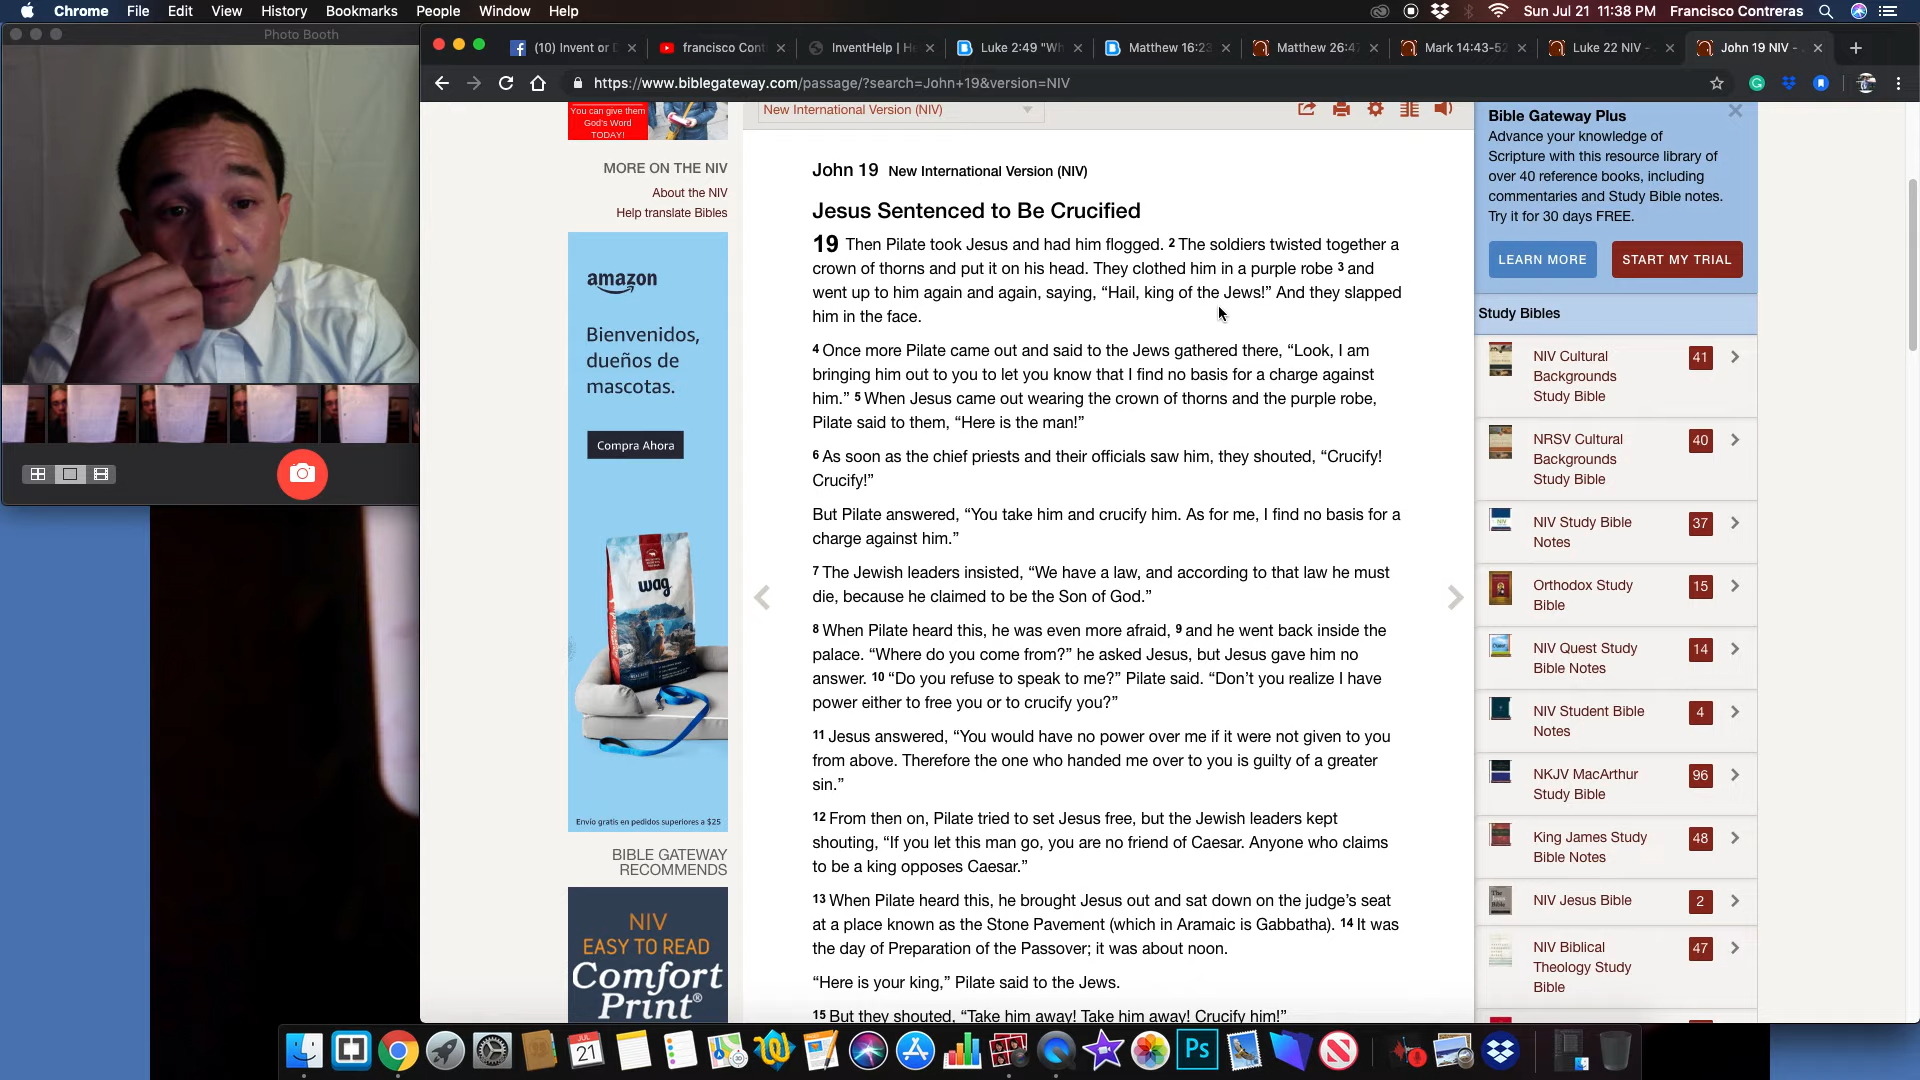 Chrome File Edit View History Bookmarks People Window Help
Sun Jul 21 11:38 PM Francisco Contreras
Photo Booth
(10) Invent or D
francisco Cont
InventHelp | He
Luke 2:49 "Wh
Matthew 16:23
Matthew 26:47
Mark 14:43-52
Luke 22 NIV -
John 19 NIV -
https://www.biblegateway.com/passage/?search=John+19&version=NIV
You can give them
God's Word
TODAY!
MORE ON THE NIV
About the NIV
Help translate Bibles
amazon
Bienvenidos,
dueños de
mascotas.
Compra Ahora
wag
Envío gratis en pedidos superiores a $25
BIBLE GATEWAY
RECOMMENDS
NIV
EASY TO READ
Comfort
Print®
New International Version (NIV)
John 19 New International Version (NIV)
Jesus Sentenced to Be Crucified
19 Then Pilate took Jesus and had him flogged. 2 The soldiers twisted together a
crown of thorns and put it on his head. They clothed him in a purple robe 3 and
went up to him again and again, saying, “Hail, king of the Jews!” And they slapped
him in the face.
4 Once more Pilate came out and said to the Jews gathered there, “Look, I am
bringing him out to you to let you know that I find no basis for a charge against
him.” 5 When Jesus came out wearing the crown of thorns and the purple robe,
Pilate said to them, “Here is the man!”
6 As soon as the chief priests and their officials saw him, they shouted, “Crucify!
Crucify!”
But Pilate answered, “You take him and crucify him. As for me, I find no basis for a
charge against him.”
7 The Jewish leaders insisted, “We have a law, and according to that law he must
die, because he claimed to be the Son of God.”
8 When Pilate heard this, he was even more afraid, 9 and he went back inside the
palace. “Where do you come from?” he asked Jesus, but Jesus gave him no
answer. 10 “Do you refuse to speak to me?” Pilate said. “Don’t you realize I have
power either to free you or to crucify you?”
11 Jesus answered, “You would have no power over me if it were not given to you
from above. Therefore the one who handed me over to you is guilty of a greater
sin.”
12 From then on, Pilate tried to set Jesus free, but the Jewish leaders kept
shouting, “If you let this man go, you are no friend of Caesar. Anyone who claims
to be a king opposes Caesar.”
13 When Pilate heard this, he brought Jesus out and sat down on the judge’s seat
at a place known as the Stone Pavement (which in Aramaic is Gabbatha). 14 It was
the day of Preparation of the Passover; it was about noon.
“Here is your king,” Pilate said to the Jews.
15 But they shouted, “Take him away! Take him away! Crucify him!”
Bible Gateway Plus
Advance your knowledge of
Scripture with this resource library of
over 40 reference books, including
commentaries and Study Bible notes.
Try it for 30 days FREE.
LEARN MORE
START MY TRIAL
Study Bibles
NIV Cultural 41
Backgrounds
Study Bible
NRSV Cultural 40
Backgrounds
Study Bible
NIV Study Bible 37
Notes
Orthodox Study 15
Bible
NIV Quest Study 14
Bible Notes
NIV Student Bible 4
Notes
NKJV MacArthur 96
Study Bible
King James Study 48
Bible Notes
NIV Jesus Bible 2
NIV Biblical 47
Theology Study
Bible
JUL
21
Ps